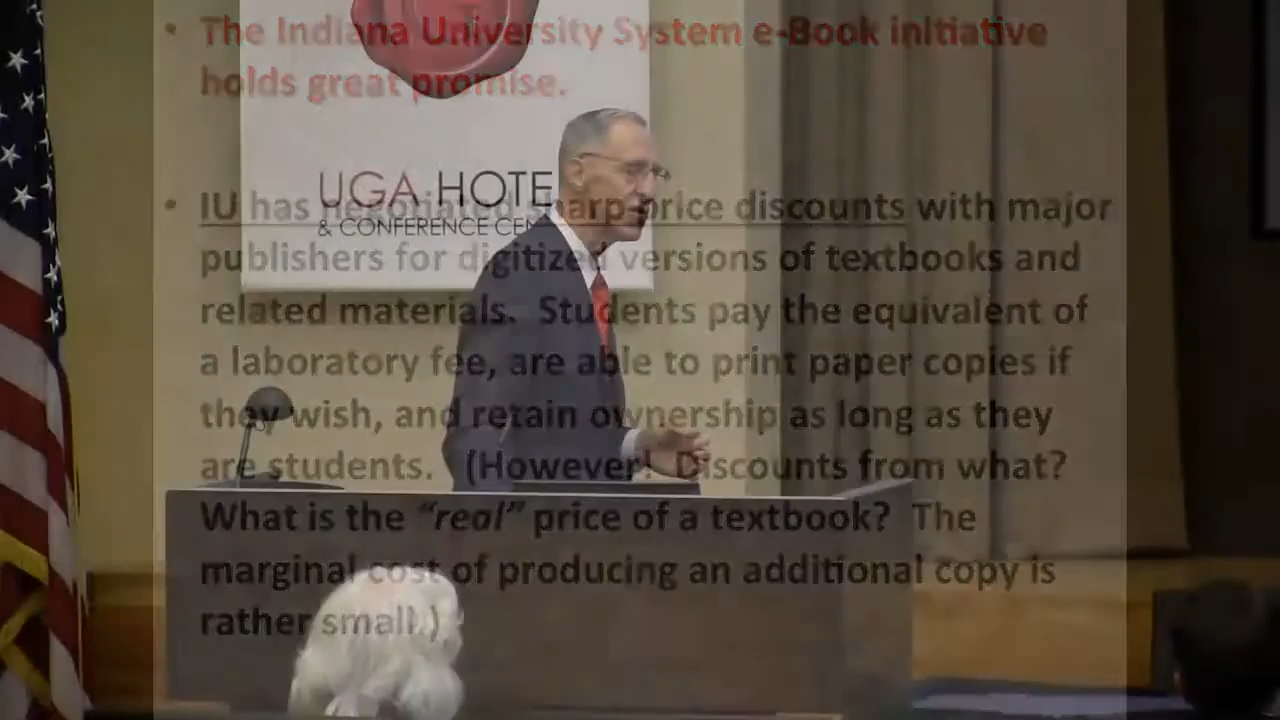 • The Indiana University System e-Book initiative
holds great promise.
UGA HOTE
& CONFERENCE CEN
• IU has negotiated sharp price discounts with major
publishers for digitized versions of textbooks and
related materials. Students pay the equivalent of
a laboratory fee, are able to print paper copies if
they wish, and retain ownership as long as they
are students. (However! Discounts from what?
What is the “real” price of a textbook? The
marginal cost of producing an additional copy is
rather small.)